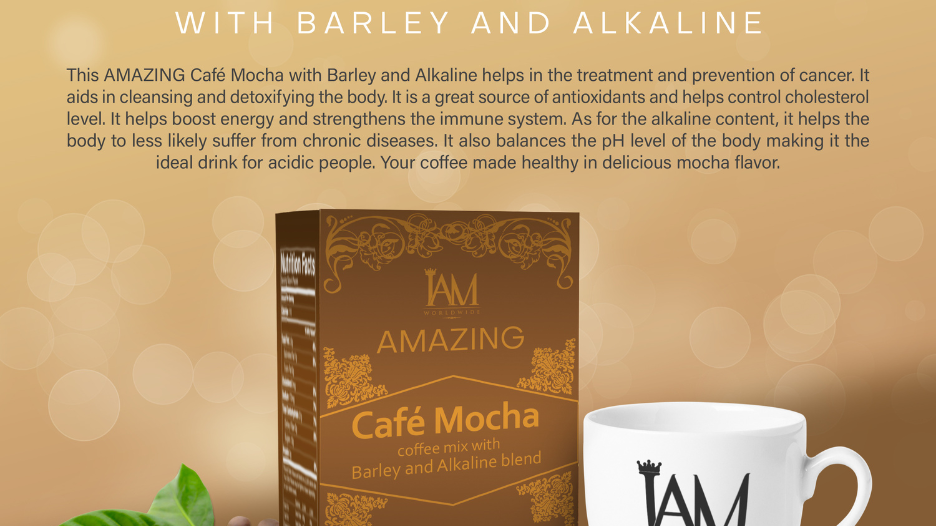 WITH BARLEY AND ALKALINE
This AMAZING Café Mocha with Barley and Alkaline helps in the treatment and prevention of cancer. It
aids in cleansing and detoxifying the body. It is a great source of antioxidants and helps control cholesterol
level. It helps boost energy and strengthens the immune system. As for the alkaline content, it helps the
body to less likely suffer from chronic diseases. It also balances the pH level of the body making it the
ideal drink for acidic people. Your coffee made healthy in delicious mocha flavor.
Nutrition Facts
IAM
WORLDWIDE
AMAZING
Café Mocha
coffee mix with
Barley and Alkaline blend
IAM